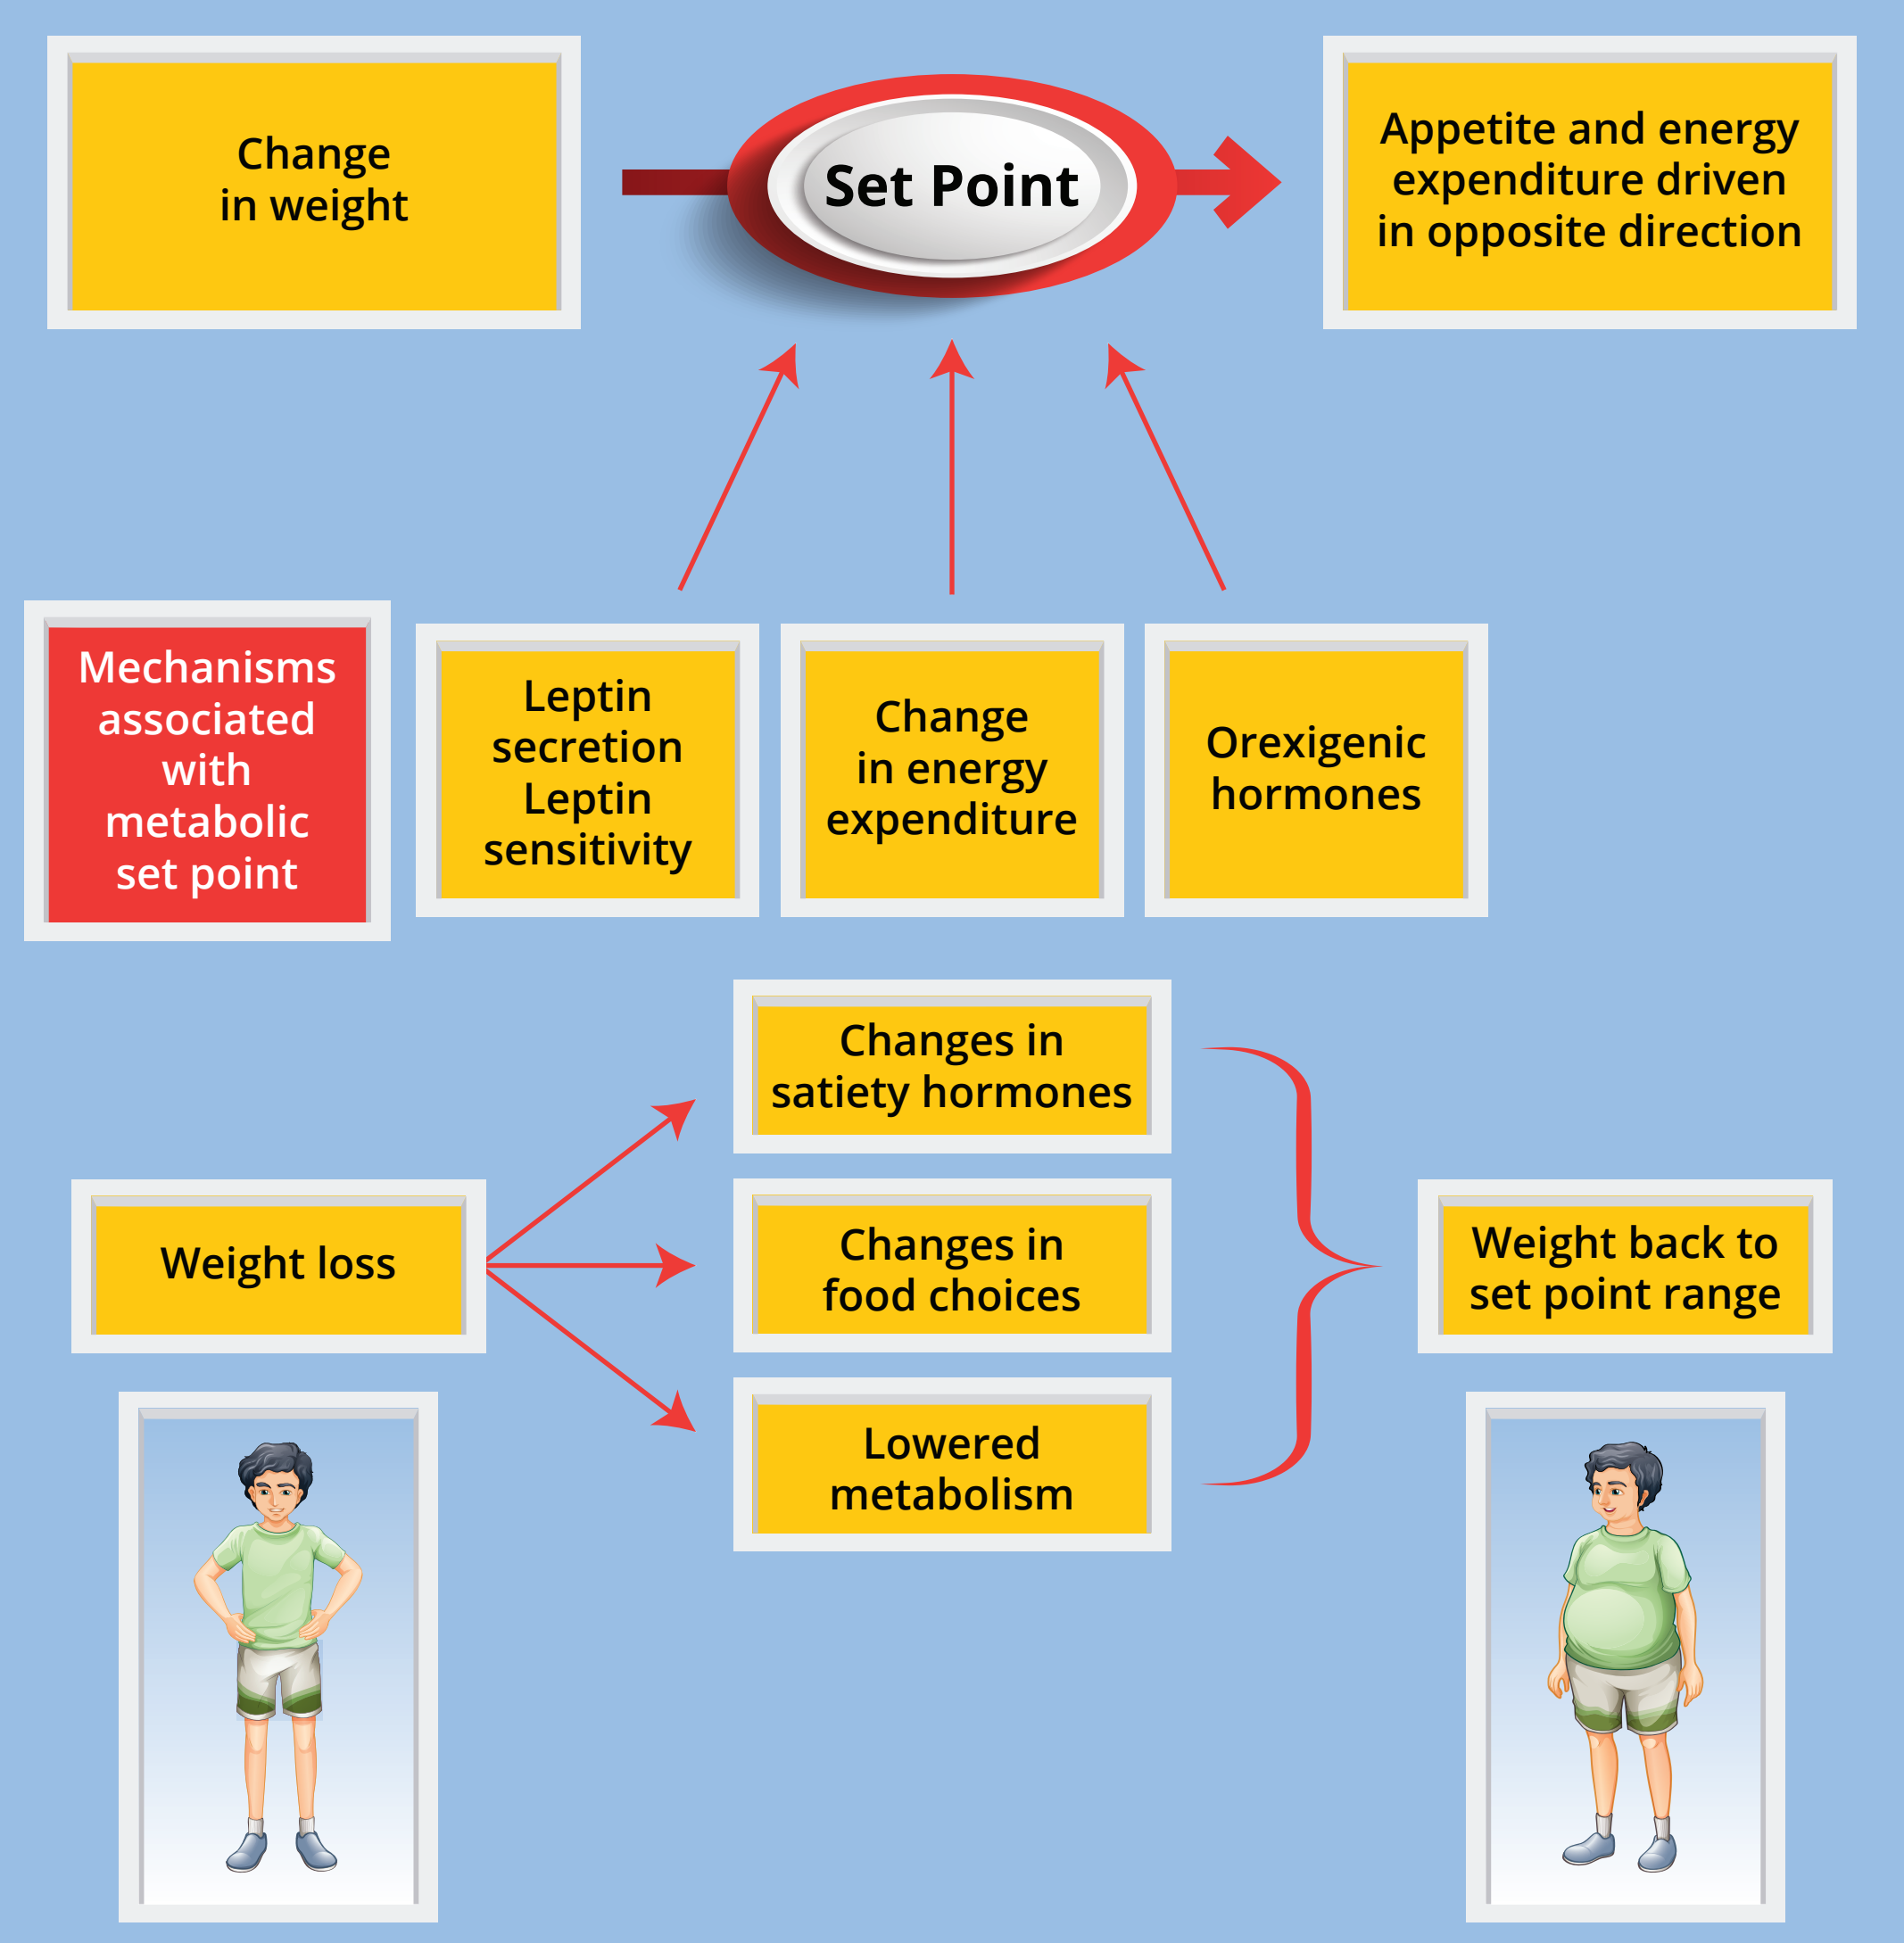 Change
in weight
Set Point
Appetite and energy
expenditure driven
in opposite direction
Mechanisms
associated
with
metabolic
set point
Leptin
secretion
Leptin
sensitivity
Change
in energy
expenditure
Orexigenic
hormones
Changes in
satiety hormones
Weight loss
Changes in
food choices
Lowered
metabolism
Weight back to
set point range